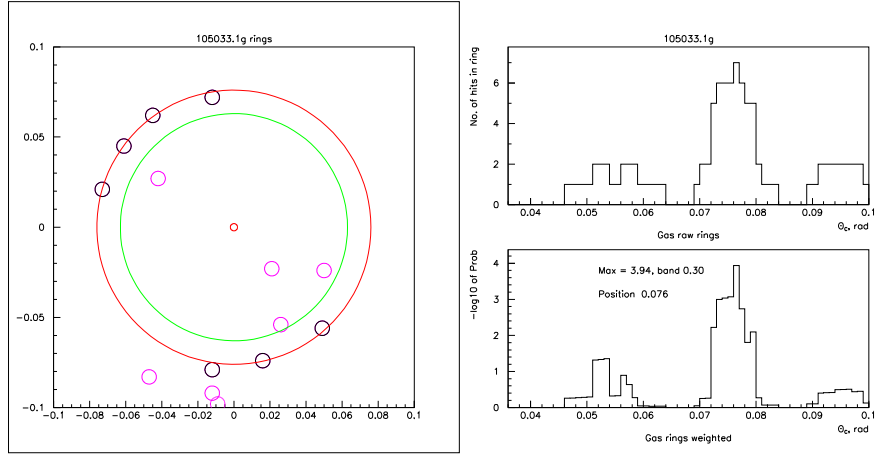 105033.1g rings
0.1
0.05
0
-0.05
-0.1
-0.1 -0.08 -0.06 -0.04 -0.02 0 0.02 0.04 0.06 0.08 0.1
105033.1g
No. of hits in ring
6
4
2
0
0.04 0.05 0.06 0.07 0.08 0.09 0.1
Θc, rad
Gas raw rings
-log10 of Prob
4
3
2
1
0
Max = 3.94, band 0.30
Position 0.076
0.04 0.05 0.06 0.07 0.08 0.09 0.1
Θc, rad
Gas rings weighted